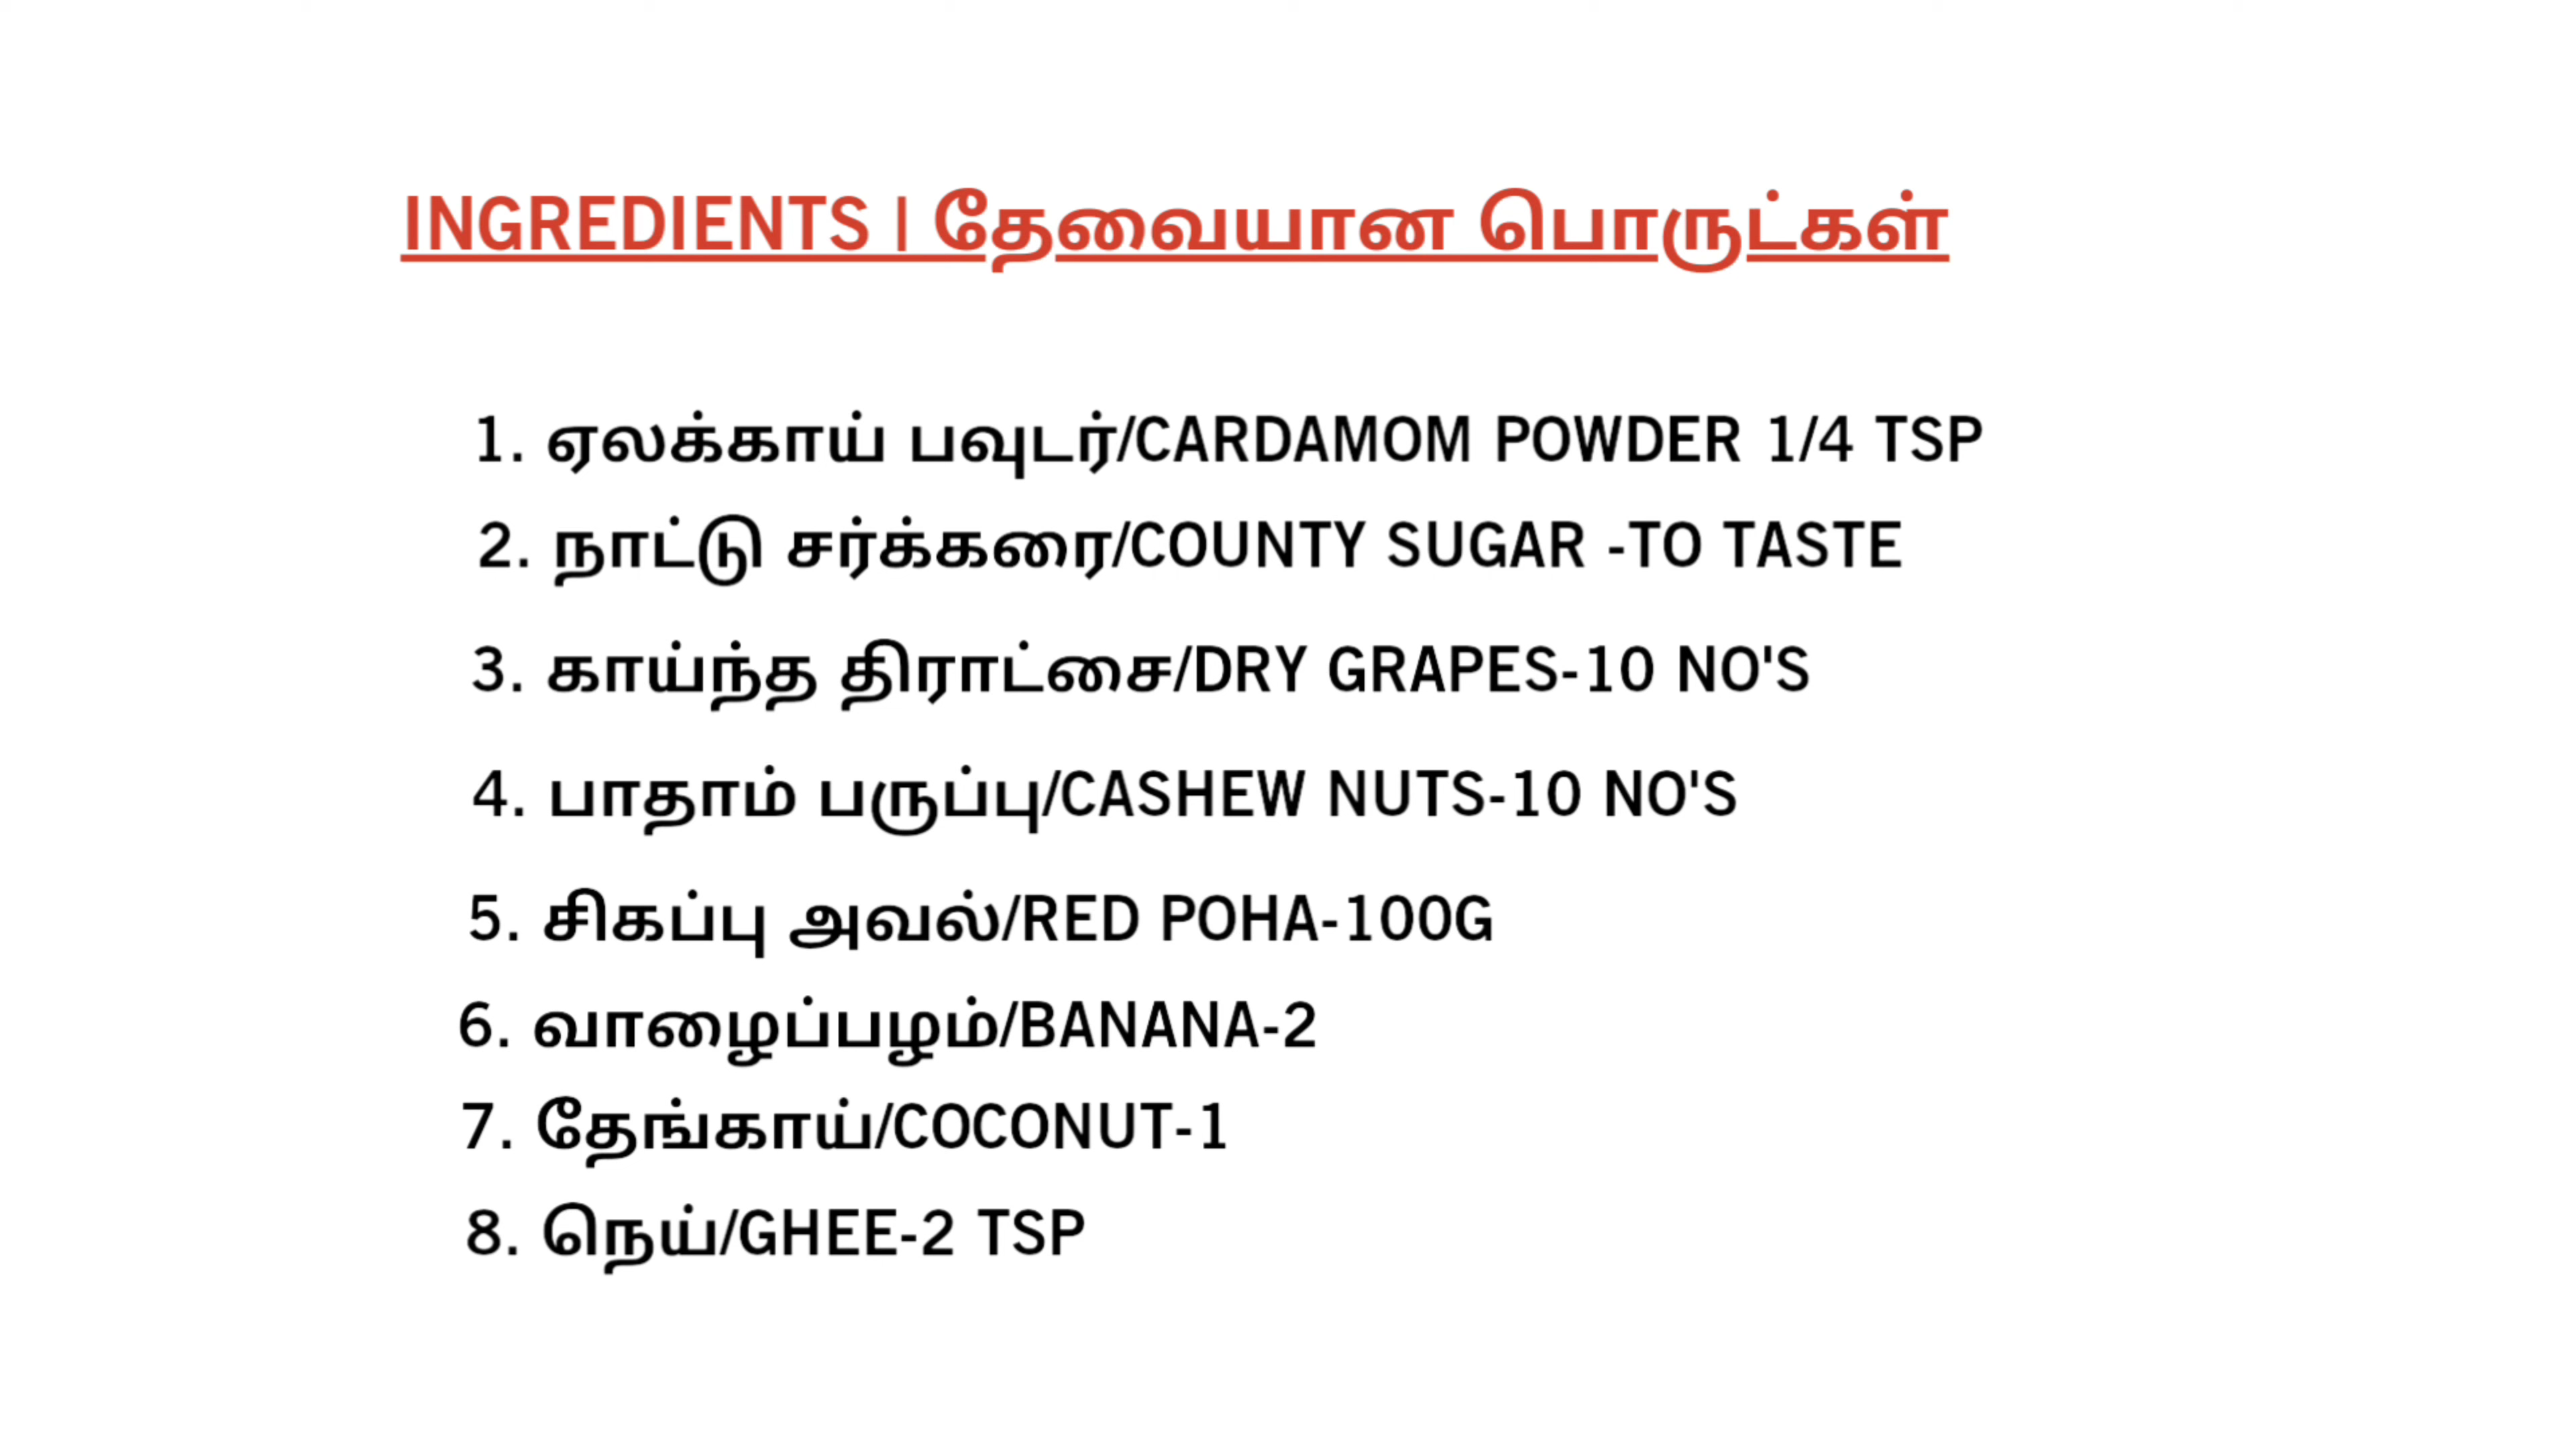 INGREDIENTS | தேவையான பொருட்கள்
1. ஏலக்காய் பவுடர்/CARDAMOM POWDER 1/4 TSP
2. நாட்டு சர்க்கரை/COUNTY SUGAR -TO TASTE
3. காய்ந்த திராட்சை/DRY GRAPES-10 NO'S
4. பாதாம் பருப்பு/CASHEW NUTS-10 NO'S
5. சிகப்பு அவல்/RED POHA-100G
6. வாழைப்பழம்/BANANA-2
7. தேங்காய்/COCONUT-1
8. நெய்/GHEE-2 TSP